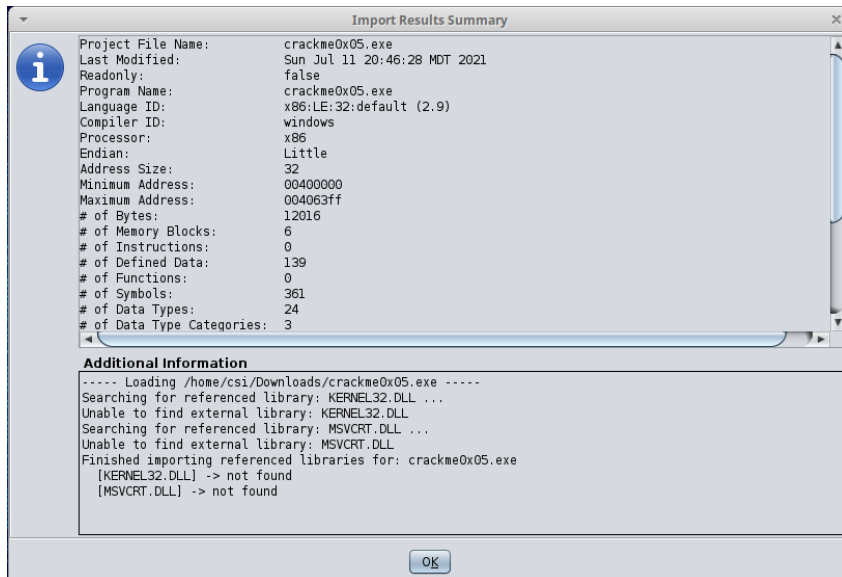 Import Results Summary
Project File Name: crackme0x05.exe
Last Modified: Sun Jul 11 20:46:28 MDT 2021
Readonly: false
Program Name: crackme0x05.exe
Language ID: x86:LE:32:default (2.9)
Compiler ID: windows
Processor: x86
Endian: Little
Address Size: 32
Minimum Address: 00400000
Maximum Address: 004063ff
# of Bytes: 12016
# of Memory Blocks: 6
# of Instructions: 0
# of Defined Data: 139
# of Functions: 0
# of Symbols: 361
# of Data Types: 24
# of Data Type Categories: 3
Additional Information
----- Loading /home/csi/Downloads/crackme0x05.exe -----
Searching for referenced library: KERNEL32.DLL ...
Unable to find external library: KERNEL32.DLL
Searching for referenced library: MSVCRT.DLL ...
Unable to find external library: MSVCRT.DLL
Finished importing referenced libraries for: crackme0x05.exe
[KERNEL32.DLL] -> not found
[MSVCRT.DLL] -> not found
OK